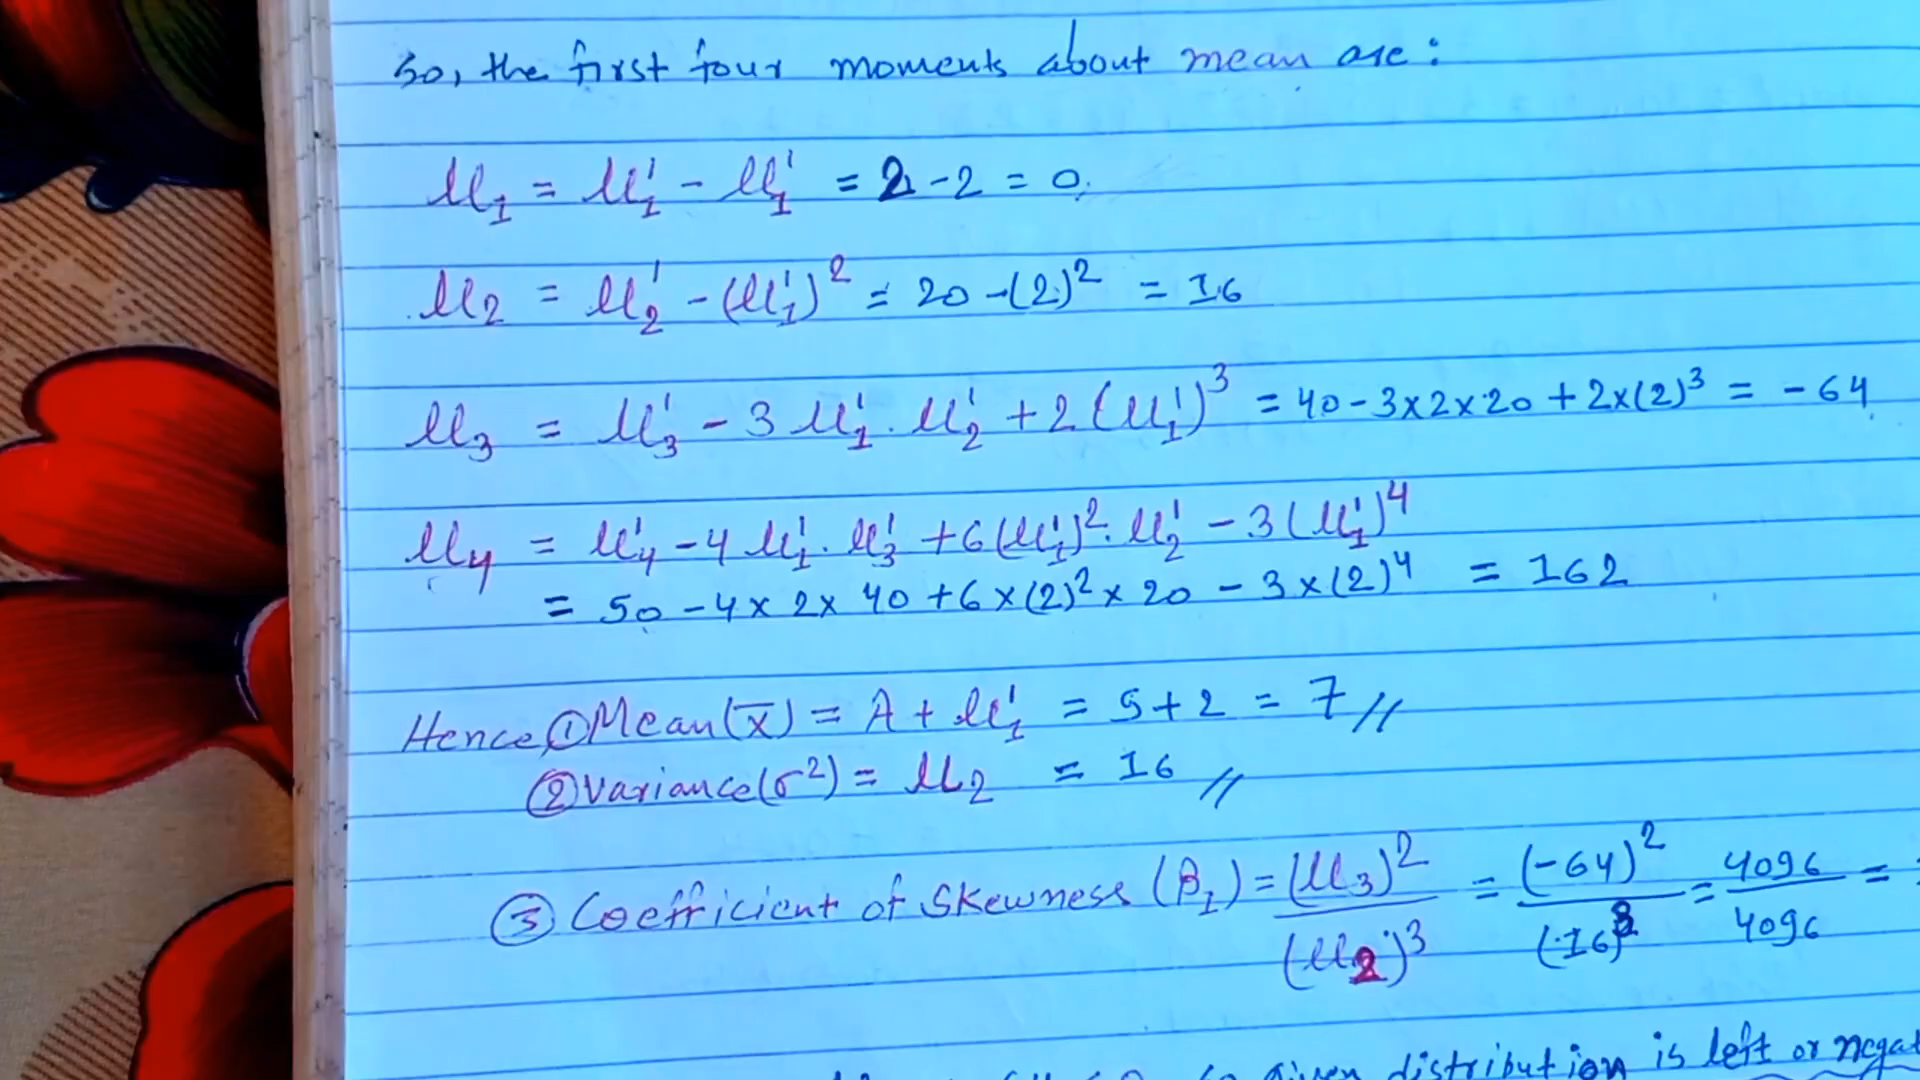 So, the first four moments about mean are:
μ₁ = μ₁' - μ₁' = 2 - 2 = 0
μ₂ = μ₂' - (μ₁')² = 20 - (2)² = 16
μ₃ = μ₃' - 3 μ₁' . μ₂' + 2 (μ₁')³ = 40 - 3x2x20 + 2x(2)³ = - 64
μ₄ = μ₄' - 4 μ₁' . μ₃' + 6 (μ₁')² . μ₂' - 3 (μ₁')⁴
= 50 - 4 x 2 x 40 + 6 x (2)² x 20 - 3 x (2)⁴ = 162
Hence, ① Mean (x̄) = A + μ₁' = 5 + 2 = 7 //
② Variance (σ²) = μ₂ = 16 //
③ Coefficient of Skewness (β₁) = (μ₃)² / (μ₂)³ = (-64)² / (16)³ = 4096 / 4096 =
given distribution is left or negat